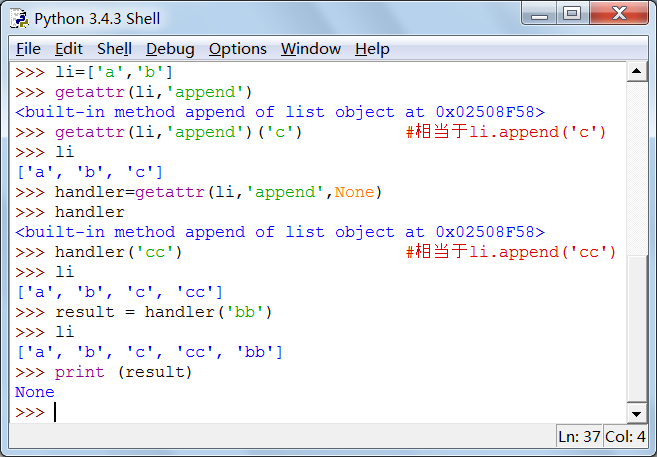 Python 3.4.3 Shell
File Edit Shell Debug Options Window Help
>>> li=['a','b']
>>> getattr(li,'append')
<built-in method append of list object at 0x02508F58>
>>> getattr(li,'append')('c')          #相当于li.append('c')
>>> li
['a', 'b', 'c']
>>> handler=getattr(li,'append',None)
>>> handler
<built-in method append of list object at 0x02508F58>
>>> handler('cc')                      #相当于li.append('cc')
>>> li
['a', 'b', 'c', 'cc']
>>> result = handler('bb')
>>> li
['a', 'b', 'c', 'cc', 'bb']
>>> print (result)
None
>>>
Ln: 37 Col: 4